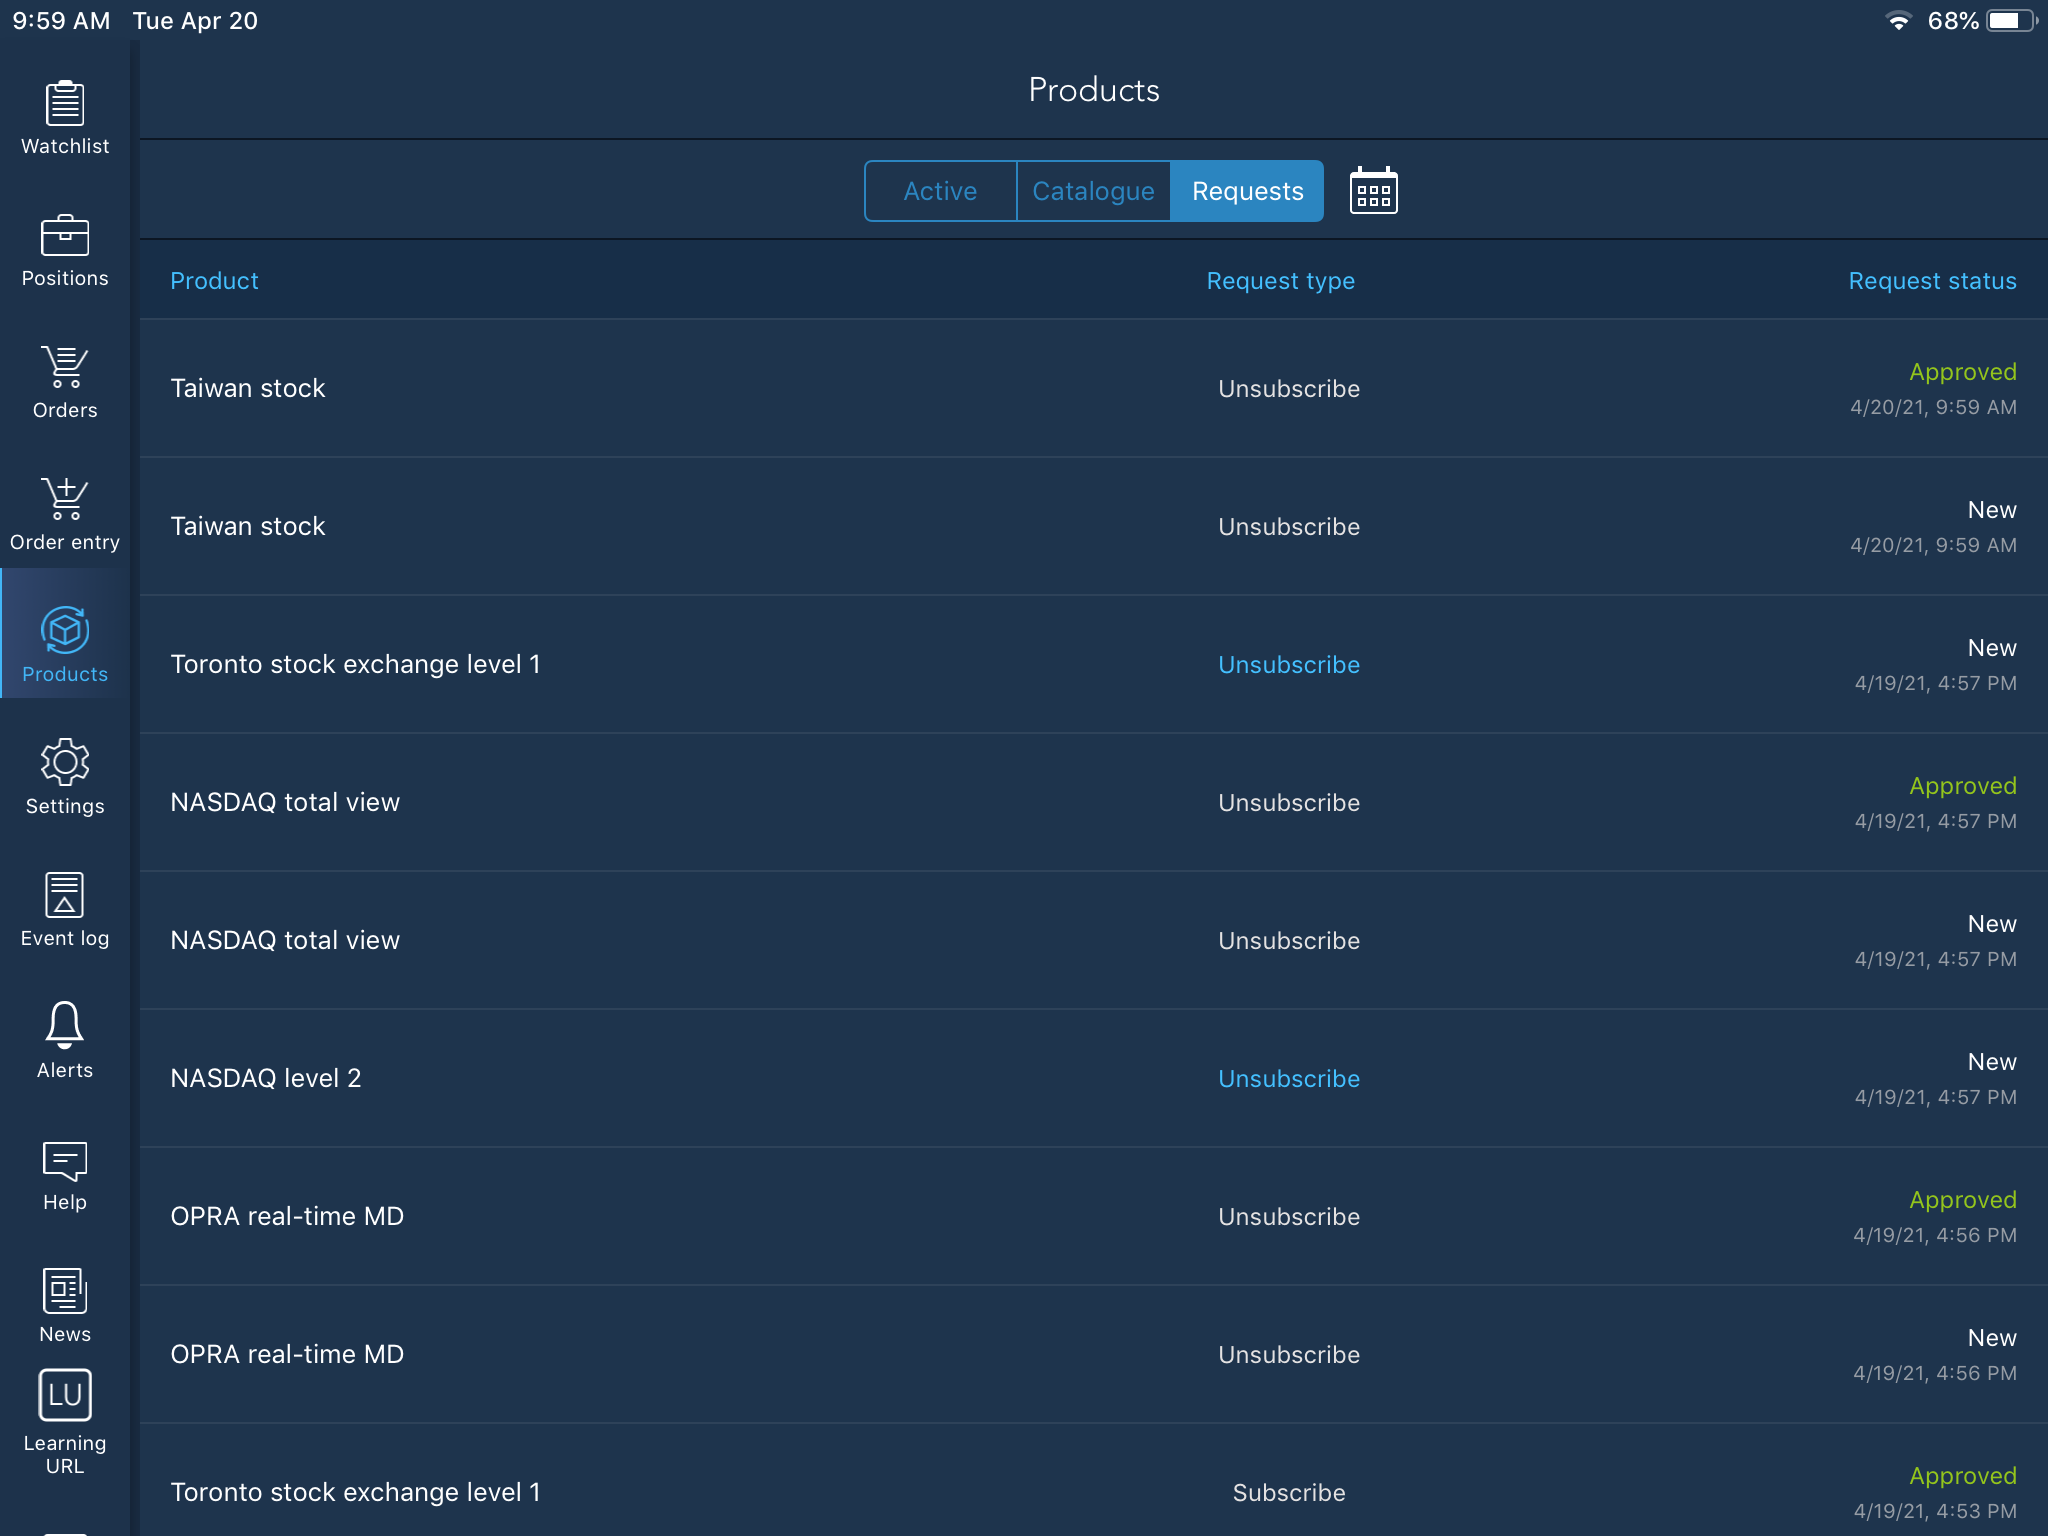 9:59 AM Tue Apr 20
68%
Products
Active Catalogue Requests
Product Request type Request status
Taiwan stock Unsubscribe Approved
4/20/21, 9:59 AM
Taiwan stock Unsubscribe New
4/20/21, 9:59 AM
Toronto stock exchange level 1 Unsubscribe New
4/19/21, 4:57 PM
NASDAQ total view Unsubscribe Approved
4/19/21, 4:57 PM
NASDAQ total view Unsubscribe New
4/19/21, 4:57 PM
NASDAQ level 2 Unsubscribe New
4/19/21, 4:57 PM
OPRA real-time MD Unsubscribe Approved
4/19/21, 4:56 PM
OPRA real-time MD Unsubscribe New
4/19/21, 4:56 PM
Toronto stock exchange level 1 Subscribe Approved
4/19/21, 4:53 PM
Watchlist
Positions
Orders
Order entry
Products
Settings
Event log
Alerts
Help
News
LU
Learning
URL